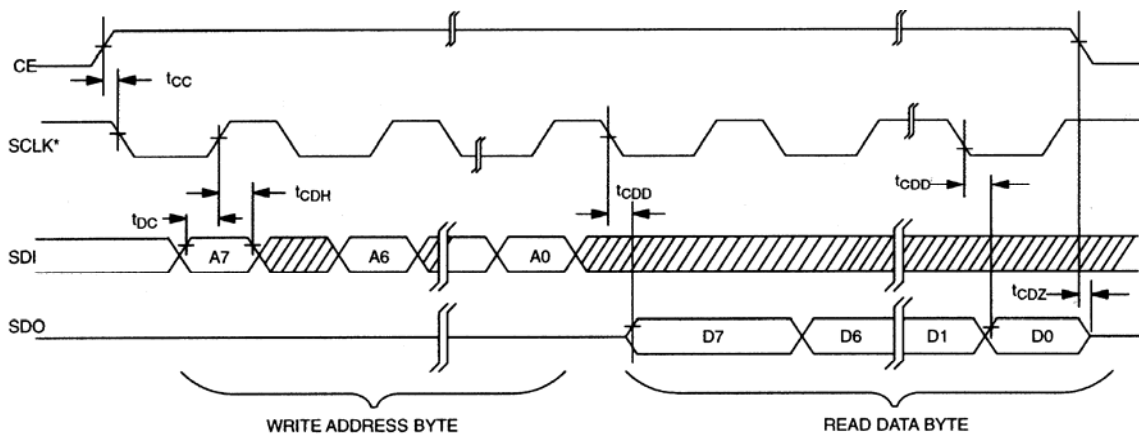 CE
tCC
SCLK*
tCDH
tCDD
tCDD
tDC
SDI
A7
A6
A0
tCDZ
SDO
D7
D6
D1
D0
WRITE ADDRESS BYTE
READ DATA BYTE